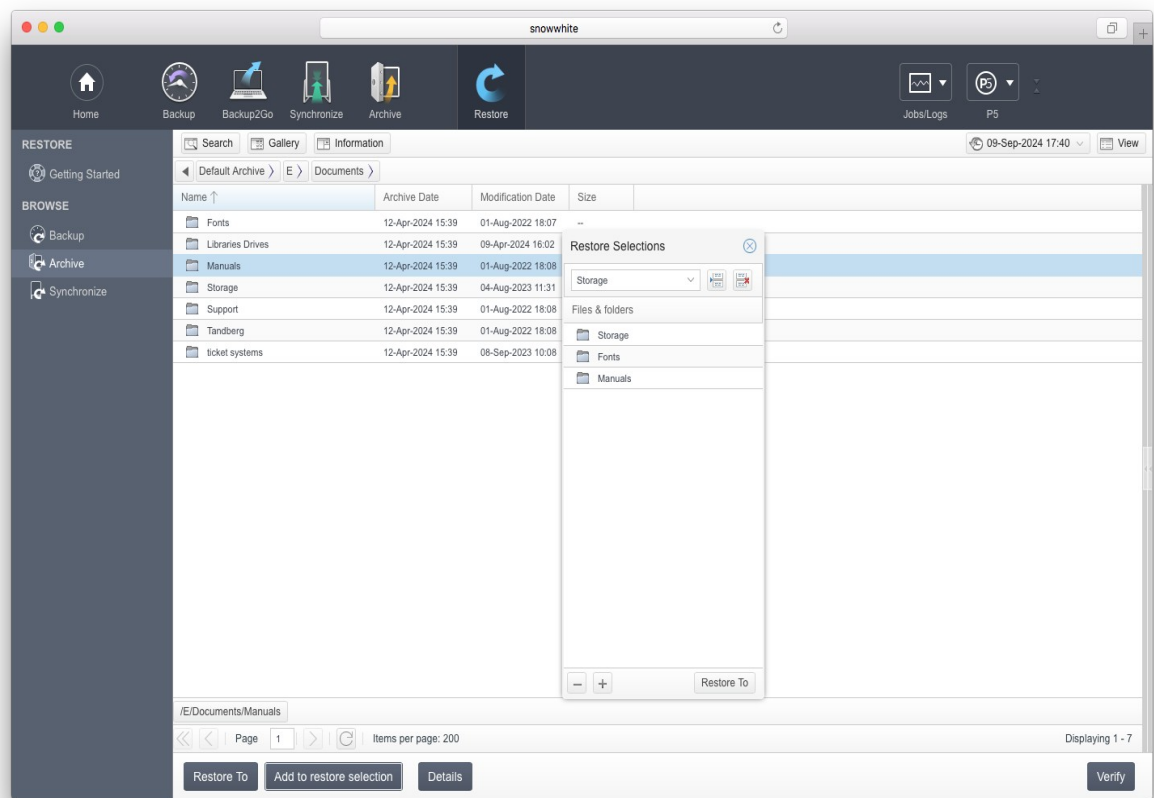 snowwhite
Home
Backup
Backup2Go
Synchronize
Archive
Restore
Jobs/Logs
P5
P5
RESTORE
Getting Started
BROWSE
Backup
Archive
Synchronize
Search
Gallery
Information
09-Sep-2024 17:40
View
Default Archive
E
Documents
Name Archive Date Modification Date Size
Fonts 12-Apr-2024 15:39 01-Aug-2022 18:07 --
Libraries Drives 12-Apr-2024 15:39 09-Apr-2024 16:02
Manuals 12-Apr-2024 15:39 01-Aug-2022 18:08
Storage 12-Apr-2024 15:39 04-Aug-2023 11:31
Support 12-Apr-2024 15:39 01-Aug-2022 18:08
Tandberg 12-Apr-2024 15:39 01-Aug-2022 18:08
ticket systems 12-Apr-2024 15:39 08-Sep-2023 10:08
Restore Selections
Storage
Files & folders
Storage
Fonts
Manuals
Restore To
/E/Documents/Manuals
Page 1 Items per page: 200 Displaying 1 - 7
Restore To
Add to restore selection
Details
Verify